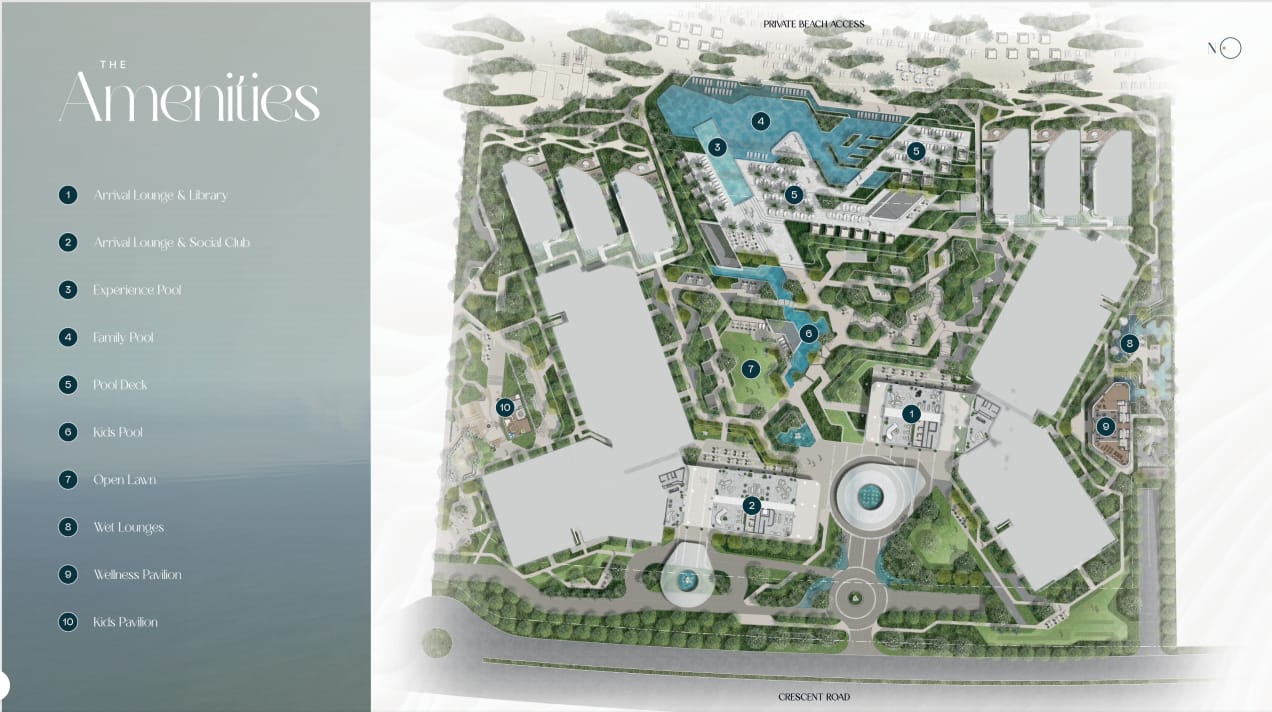 THE
Amenities
1 Arrival Lounge & Library
2 Arrival Lounge & Social Club
3 Experience Pool
4 Family Pool
5 Pool Deck
6 Kids Pool
7 Open Lawn
8 Wet Lounges
9 Wellness Pavilion
10 Kids Pavilion
PRIVATE BEACH ACCESS
N
4
3
5
5
6
8
7
10
1
9
2
CRESCENT ROAD